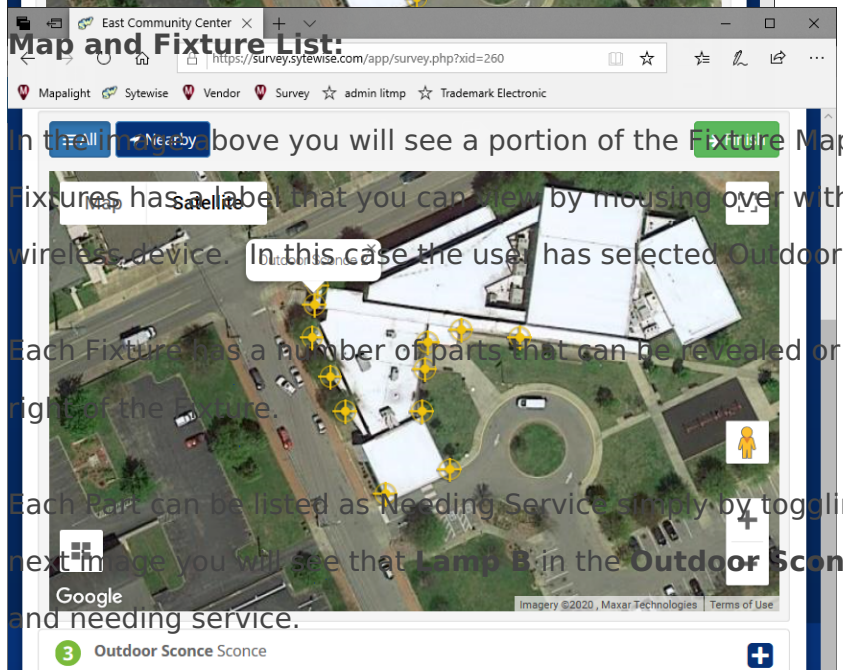 East Community Center
Map and Fixture List:
https://survey.sytewise.com/app/survey.php?xid=260
Mapalight Sytewise Vendor Survey admin litmp Trademark Electronic
All Nearby Finish
In the image above you will see a portion of the Fixture Map
Map Satellite
Fixtures has a label that you can view by mousing over with
Outdoor Sconce
wireless device. In this case the user has selected Outdoor
Each Fixture has a number of parts that can be revealed or
right of the Fixture.
Each Part can be listed as Needing Service simply by
next image you will see that Lamp B in the Outdoor
Google
Imagery ©2020 , Maxar Technologies Terms of Use
and needing service.
3 Outdoor Sconce Sconce